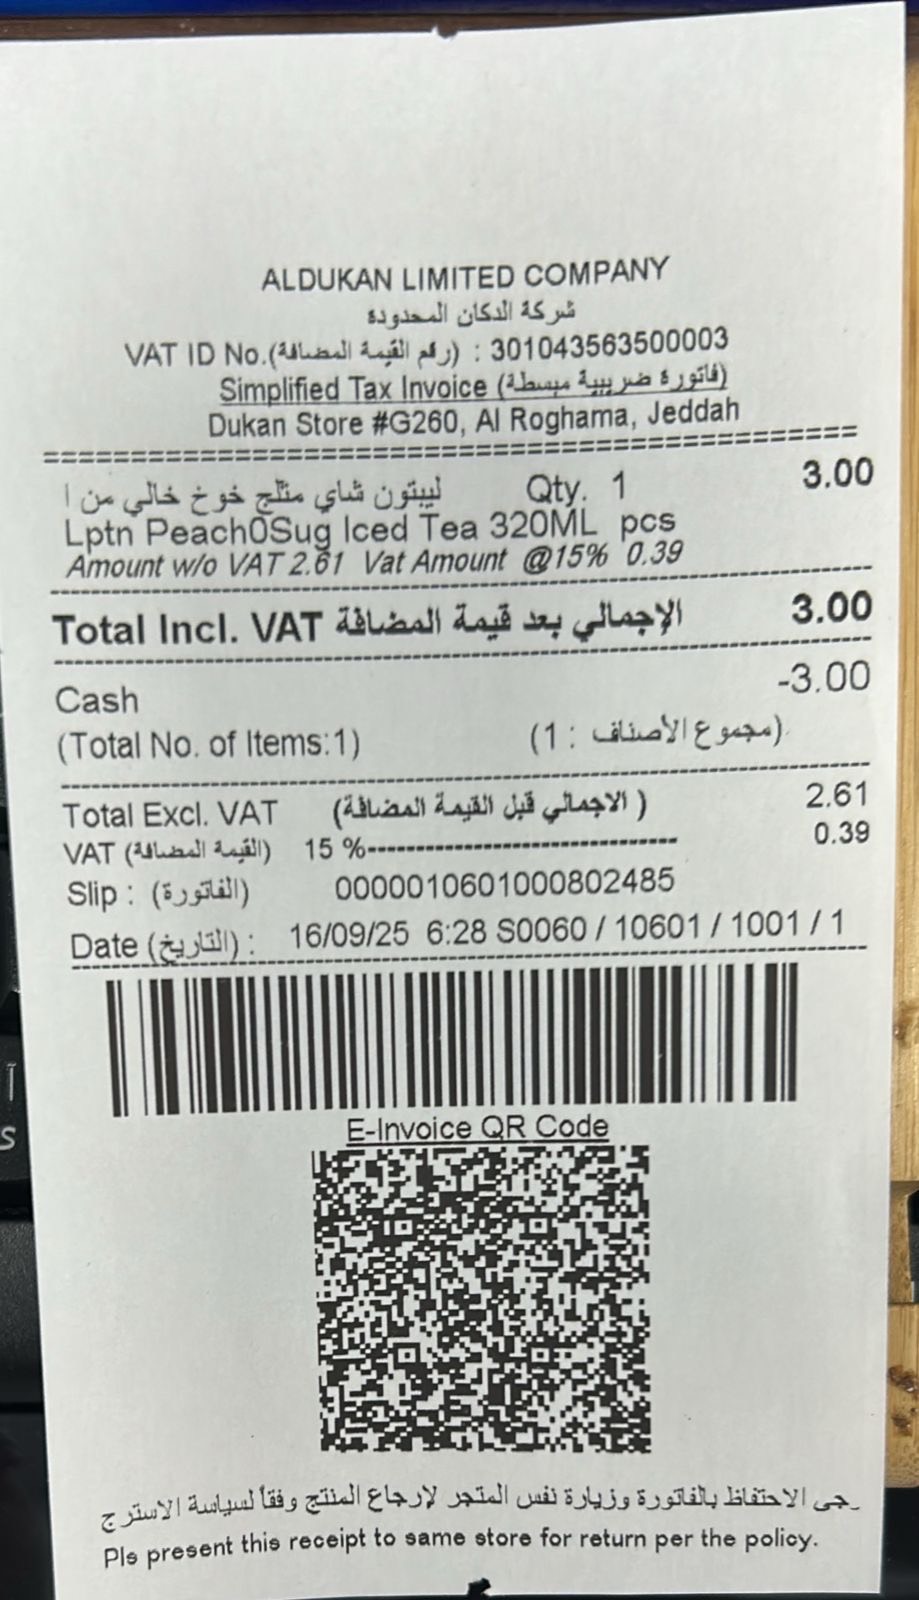 ALDUKAN LIMITED COMPANY
شركة الدكان المحدودة
VAT ID No.(رقم القيمة المضافة) : 301043563500003
Simplified Tax Invoice (فاتورة ضريبية مبسطة)
Dukan Store #G260, Al Roghama, Jeddah
ليبتون شاي مثلج خوخ خالي من ا Qty. 1 3.00
Lptn Peach0Sug Iced Tea 320ML pcs
Amount w/o VAT 2.61 Vat Amount @15% 0.39
Total Incl. VAT الإجمالي بعد قيمة المضافة 3.00
Cash -3.00
(Total No. of Items:1) (مجموع الأصناف : 1)
Total Excl. VAT (الاجمالي قبل القيمة المضافة ) 2.61
VAT (القيمة المضافة) 15 %------------------------------ 0.39
Slip : (الفاتورة) 0000010601000802485
Date (التاريخ) : 16/09/25 6:28 S0060 / 10601 / 1001 / 1
E-Invoice QR Code
جى الاحتفاظ بالفاتورة وزيارة نفس المتجر لإرجاع المنتج وفقاً لسياسة الاسترج
Pls present this receipt to same store for return per the policy.